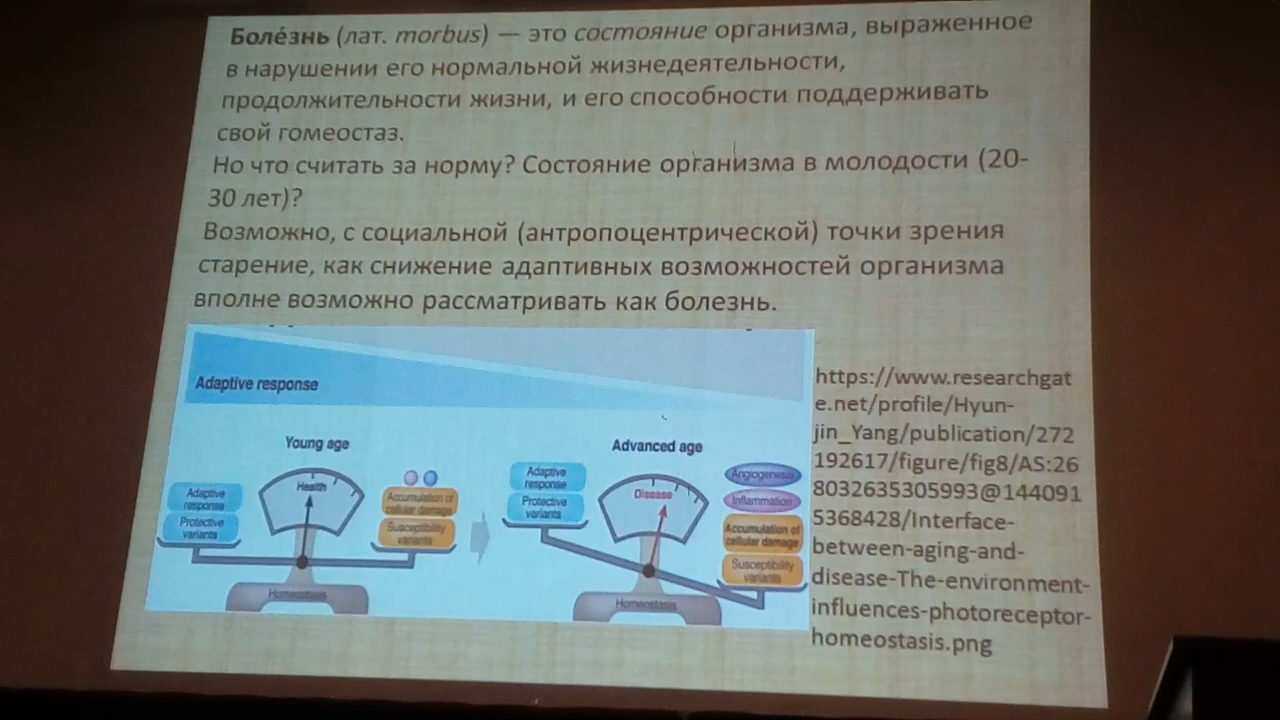 Боле́знь (лат. morbus) — это состояние организма, выраженное
в нарушении его нормальной жизнедеятельности,
продолжительности жизни, и его способности поддерживать
свой гомеостаз.
Но что считать за норму? Состояние организма в молодости (20-
30 лет)?
Возможно, с социальной (антропоцентрической) точки зрения
старение, как снижение адаптивных возможностей организма
вполне возможно рассматривать как болезнь.
Adaptive response
Young age
Health
Adaptive
response
Protective
variants
Accumulation of
cellular damage
Susceptibility
variants
Homeostasis
Advanced age
Disease
Adaptive
response
Protective
variants
Angiogenesis
Inflammation
Accumulation of
cellular damage
Susceptibility
variants
Homeostasis
https://www.researchgat
e.net/profile/Hyun-
jin_Yang/publication/272
192617/figure/fig8/AS:26
8032635305993@144091
5368428/Interface-
between-aging-and-
disease-The-environment-
influences-photoreceptor-
homeostasis.png